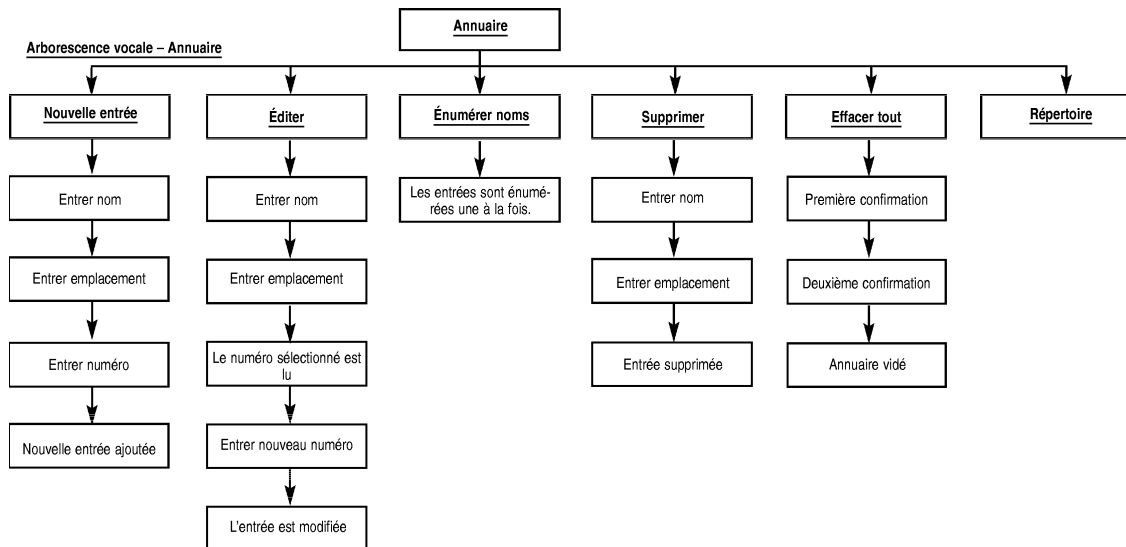 Annuaire
Arborescence vocale – Annuaire
Nouvelle entrée
Éditer
Énumérer noms
Supprimer
Effacer tout
Répertoire
Entrer nom
Entrer nom
Les entrées sont énumé-
rées une à la fois.
Entrer nom
Première confirmation
Entrer emplacement
Entrer emplacement
Entrer emplacement
Deuxième confirmation
Entrer numéro
Le numéro sélectionné est
lu
Entrée supprimée
Annuaire vidé
Nouvelle entrée ajoutée
Entrer nouveau numéro
L'entrée est modifiée